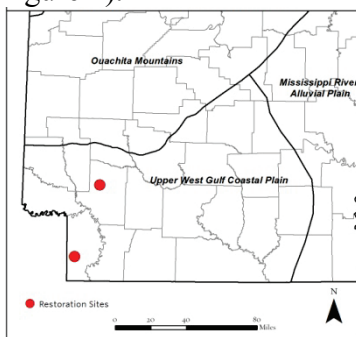 Ouachita Mountains
Mississippi River
Alluvial Plain
Upper West Gulf Coastal Plain
Restoration Sites
N
0 20 40 80
Miles